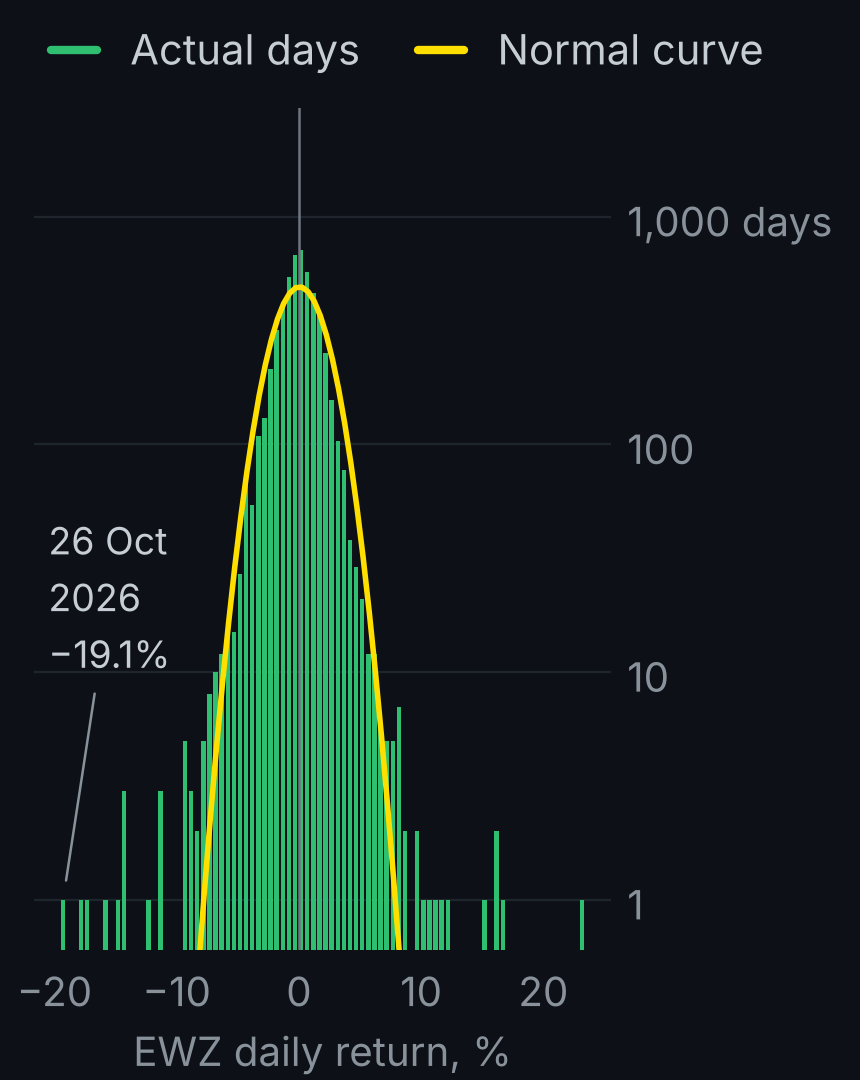 Actual days
Normal curve
1,000 days
100
26 Oct
2026
−19.1%
10
1
−20
−10
0
10
20
EWZ daily return, %